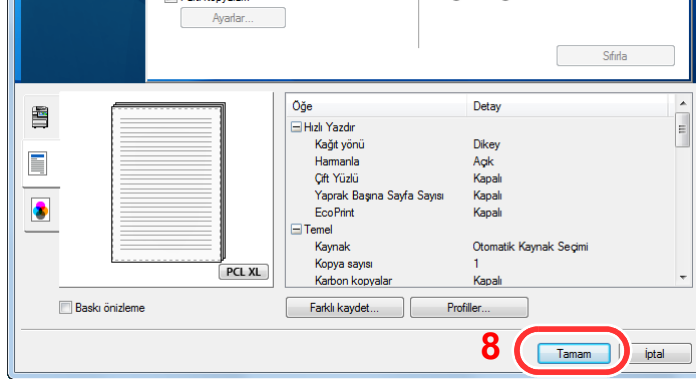 Ayarlar...
Sıfırla
Öğe Detay
Hızlı Yazdır
Kağıt yönü Dikey
Harmanla Açık
Çift Yüzlü Kapalı
Yaprak Başına Sayfa Sayısı Kapalı
EcoPrint Kapalı
Temel
Kaynak Otomatik Kaynak Seçimi
Kopya sayısı 1
Karbon kopyalar Kapalı
PCL XL
Baskı önizleme
Farklı kaydet... Profiller...
8 Tamam İptal